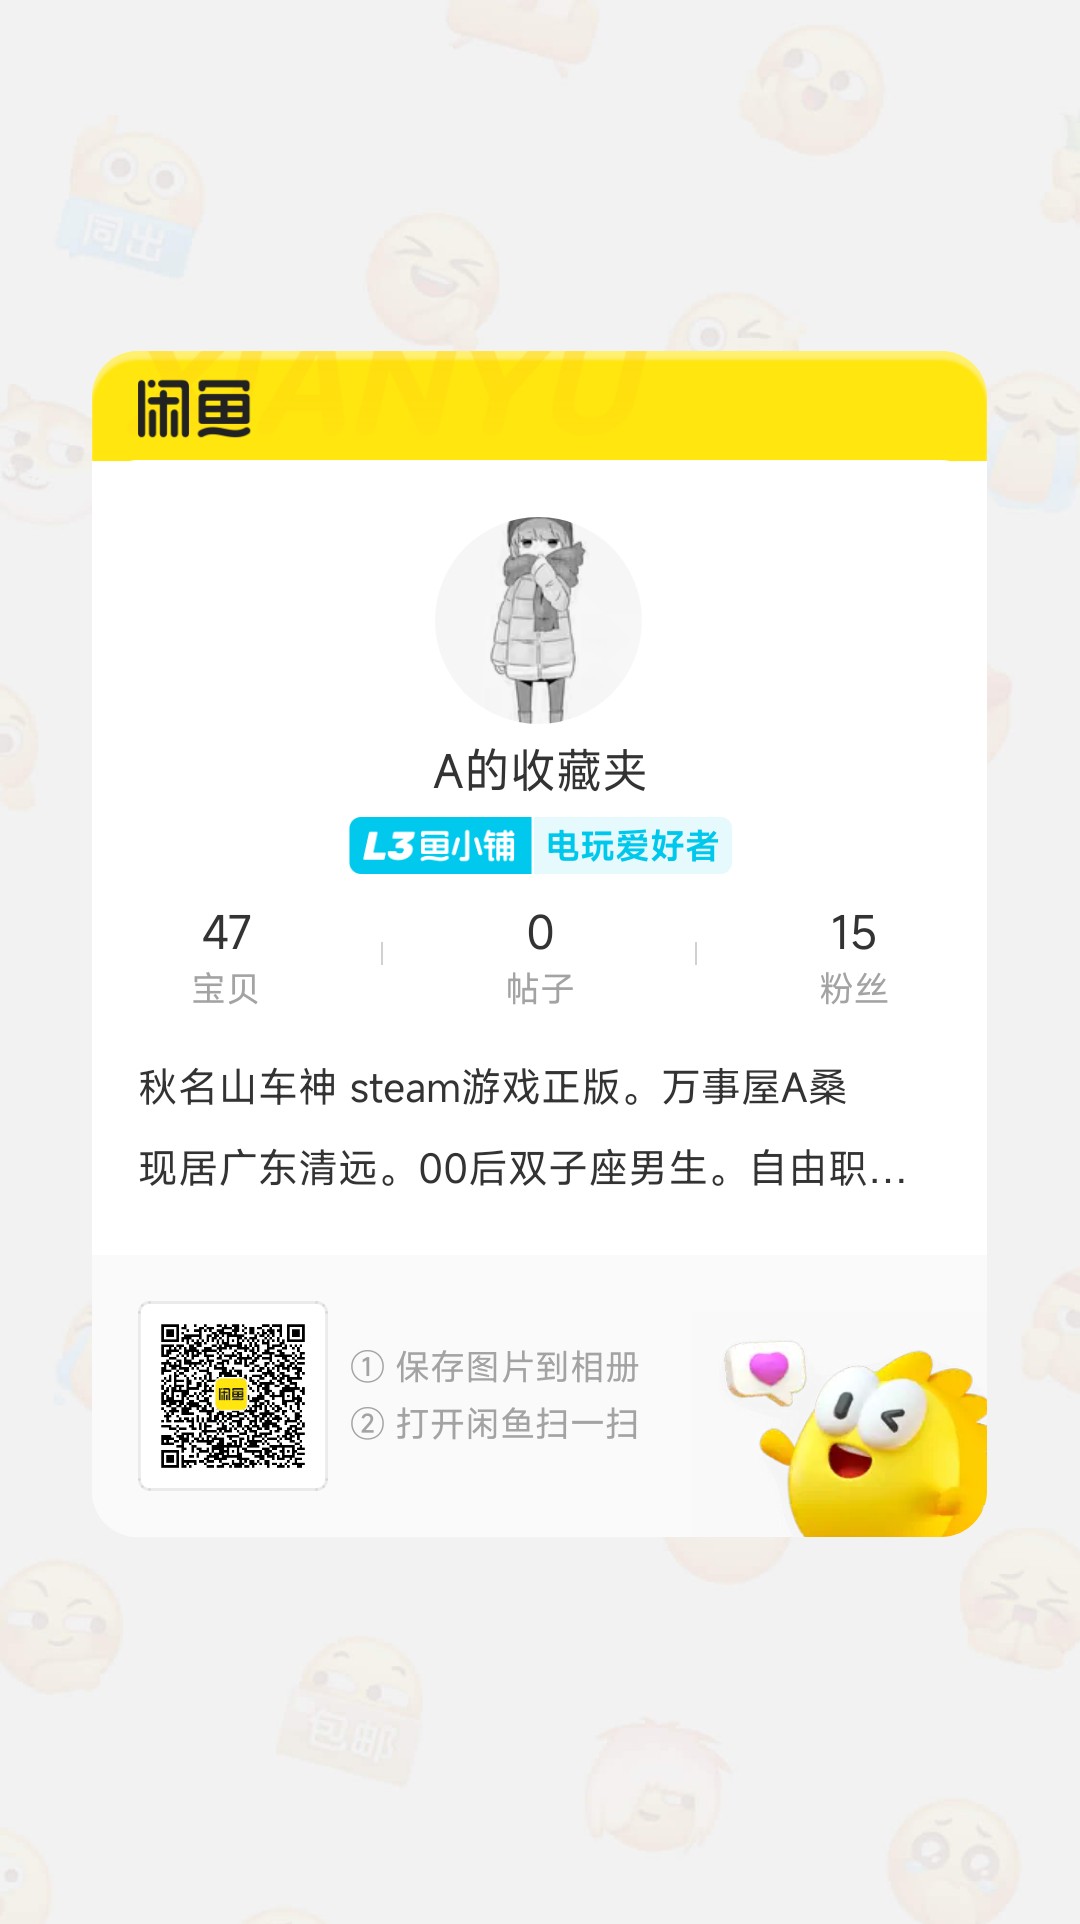 同出
XIANYU
闲鱼
A的收藏夹
L3鱼小铺 电玩爱好者
47 0 15
宝贝 帖子 粉丝
秋名山车神 steam游戏正版。万事屋A桑
现居广东清远。00后双子座男生。自由职...
闲鱼
① 保存图片到相册
② 打开闲鱼扫一扫
包邮